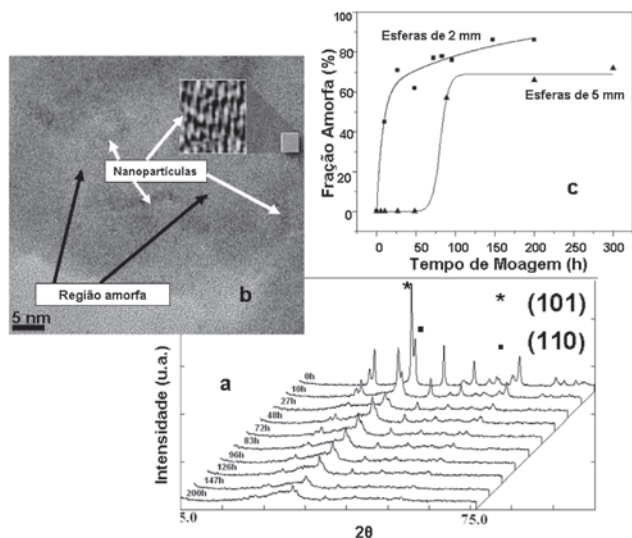 Nanopartículas
Região amorfa
b
5 nm
Fração Amorfa (%)
100
80
60
40
20
0
Esferas de 2 mm
Esferas de 5 mm
c
0 50 100 150 200 250 300
Tempo de Moagem (h)
* (101)
▪ (110)
*
▪
a
Intensidade (u.a.)
0h
10h
27h
48h
72h
83h
96h
126h
147h
200h
5.0 75.0
2θ